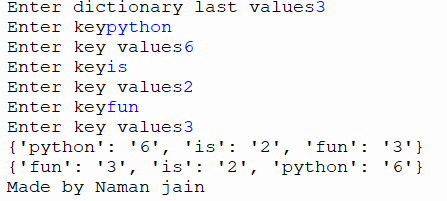 Enter dictionary last values3
Enter keypython
Enter key values6
Enter keyis
Enter key values2
Enter keyfun
Enter key values3
{'python': '6', 'is': '2', 'fun': '3'}
{'fun': '3', 'is': '2', 'python': '6'}
Made by Naman jain